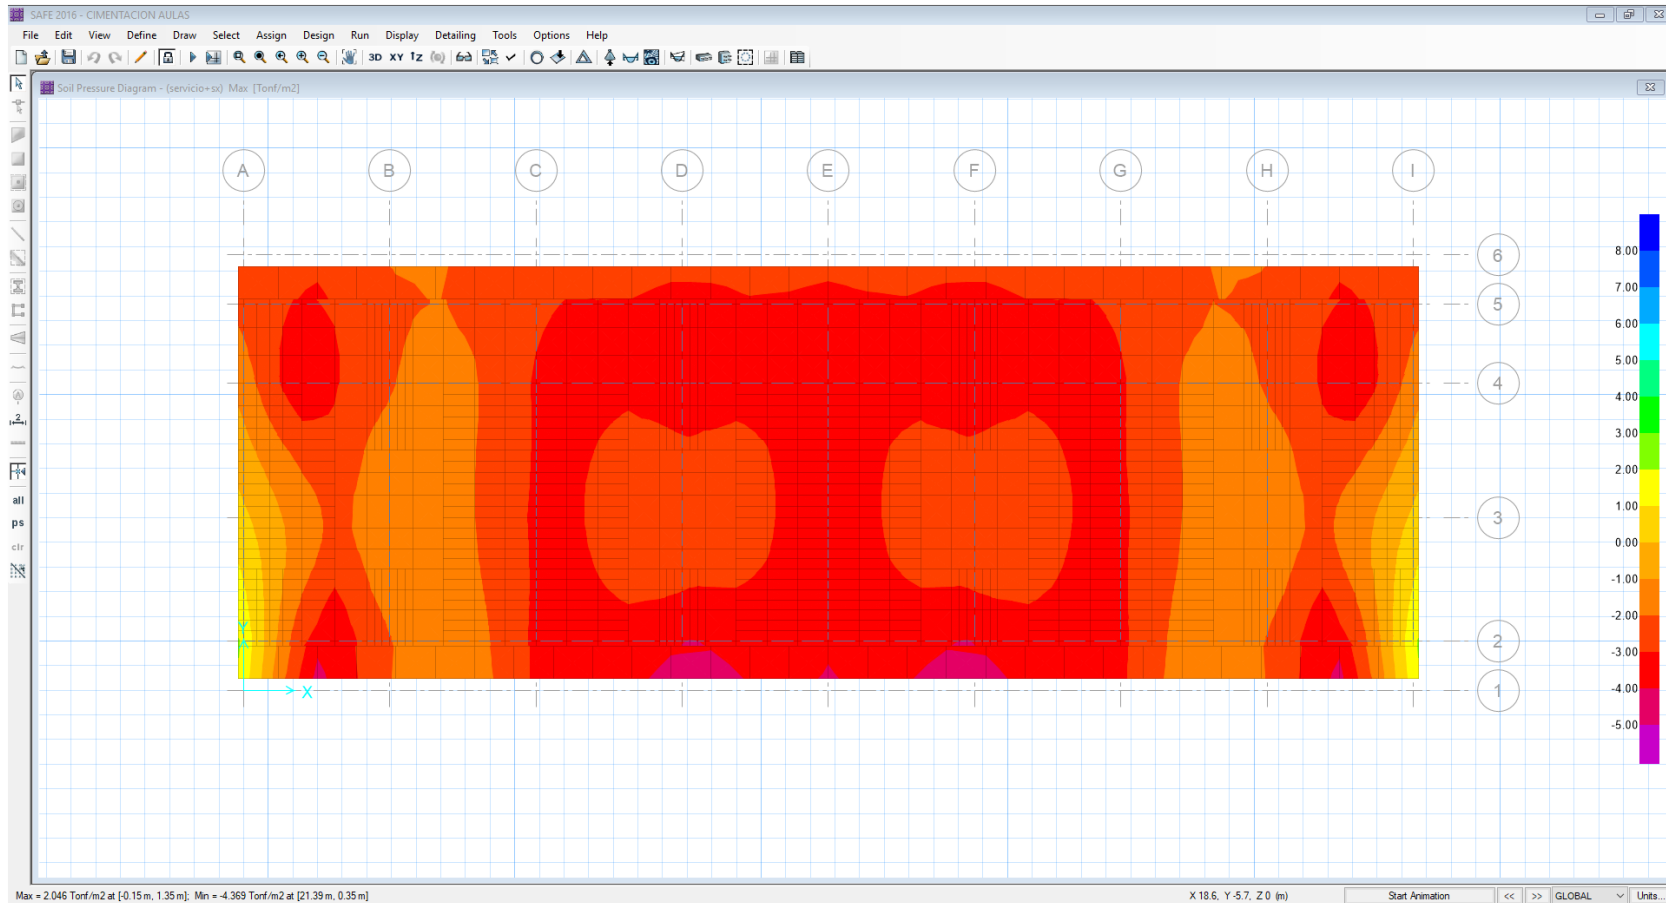 SAFE 2016 - CIMENTACION AULAS
File Edit View Define Draw Select Assign Design Run Display Detailing Tools Options Help
3D XY
Soil Pressure Diagram - (servicio+sx) Max [Tonf/m2]
A B C D E F G H I
6
5
4
3
2
1
8.00
7.00
6.00
5.00
4.00
3.00
2.00
1.00
0.00
-1.00
-2.00
-3.00
-4.00
-5.00
2
all
ps
clr
Y
X
Max = 2.046 Tonf/m2 at [-0.15 m, 1.35 m]; Min = -4.369 Tonf/m2 at [21.39 m, 0.35 m]
X 18.6, Y -5.7, Z 0 (m)
Start Animation << >> GLOBAL Units...